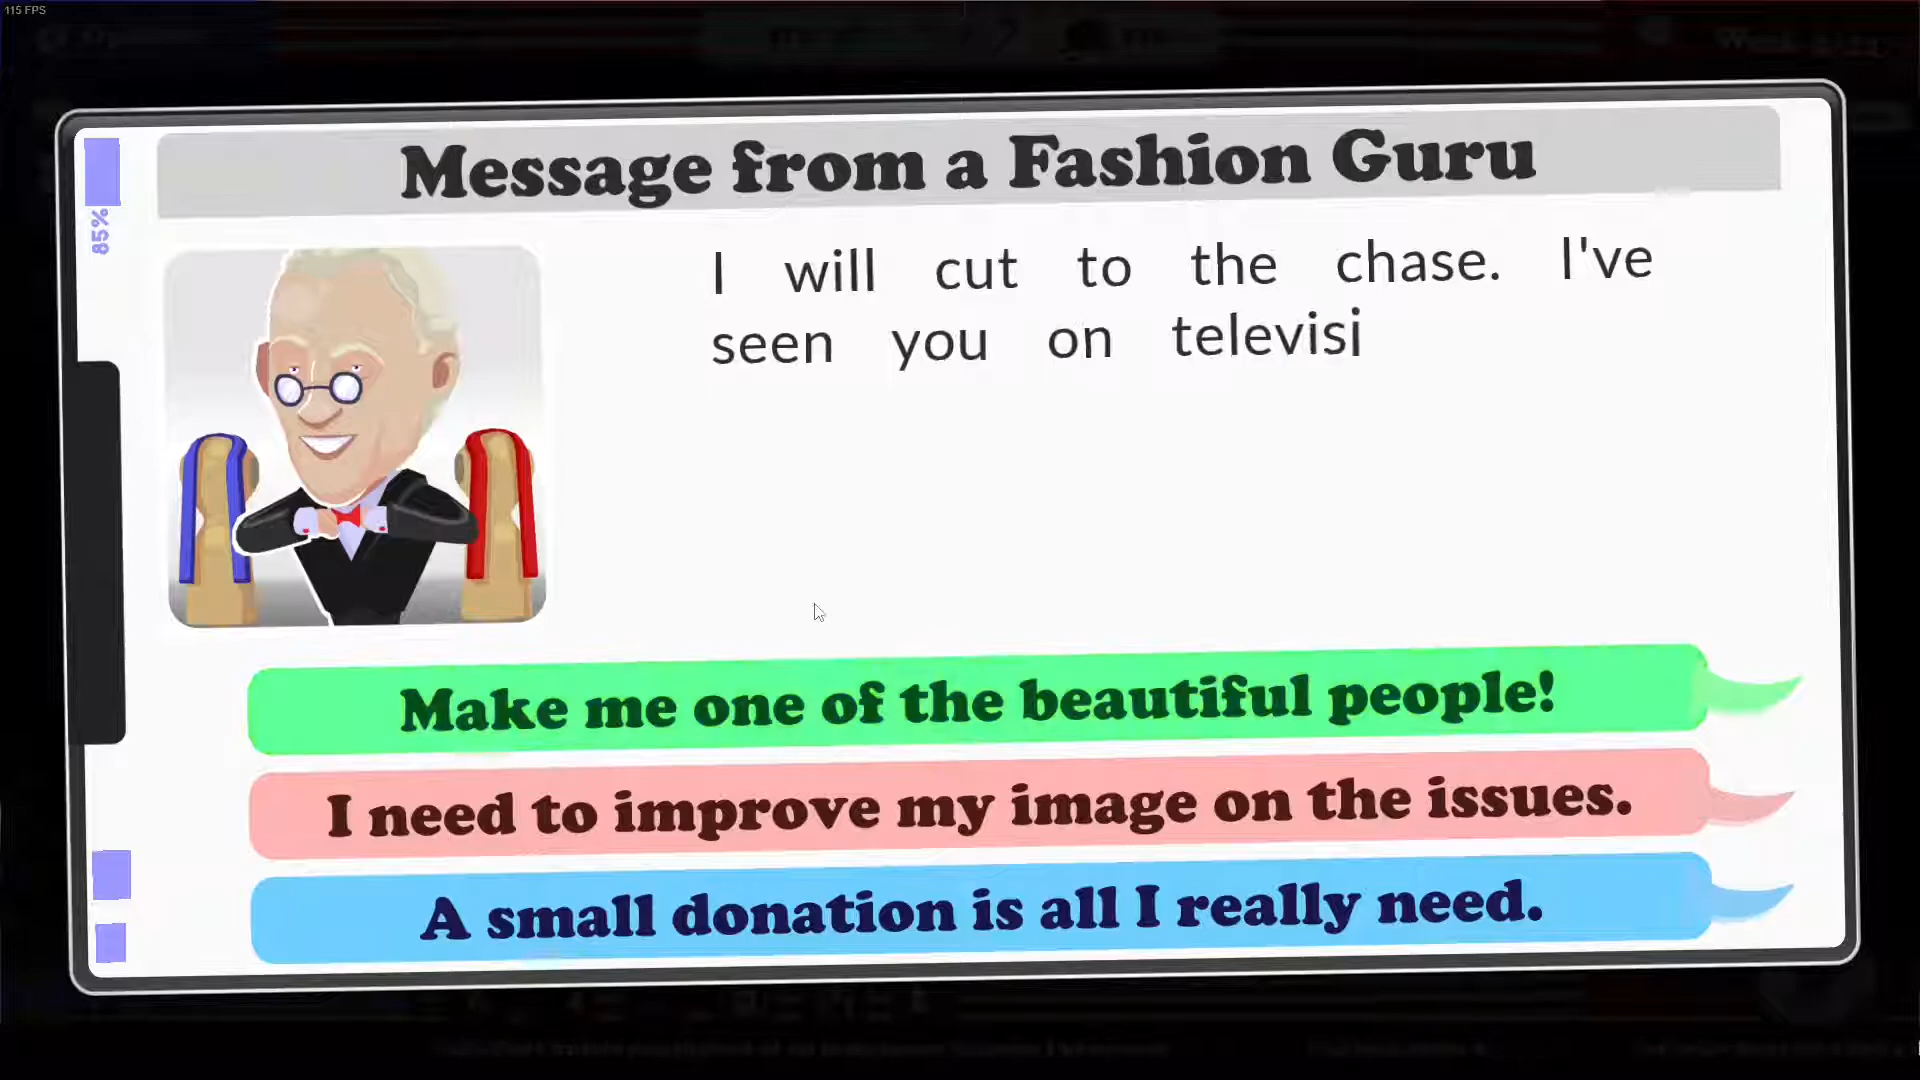 115 FPS
Message from a Fashion Guru
85%
I will cut to the chase. I've
seen you on televisi
Make me one of the beautiful people!
I need to improve my image on the issues.
A small donation is all I really need.